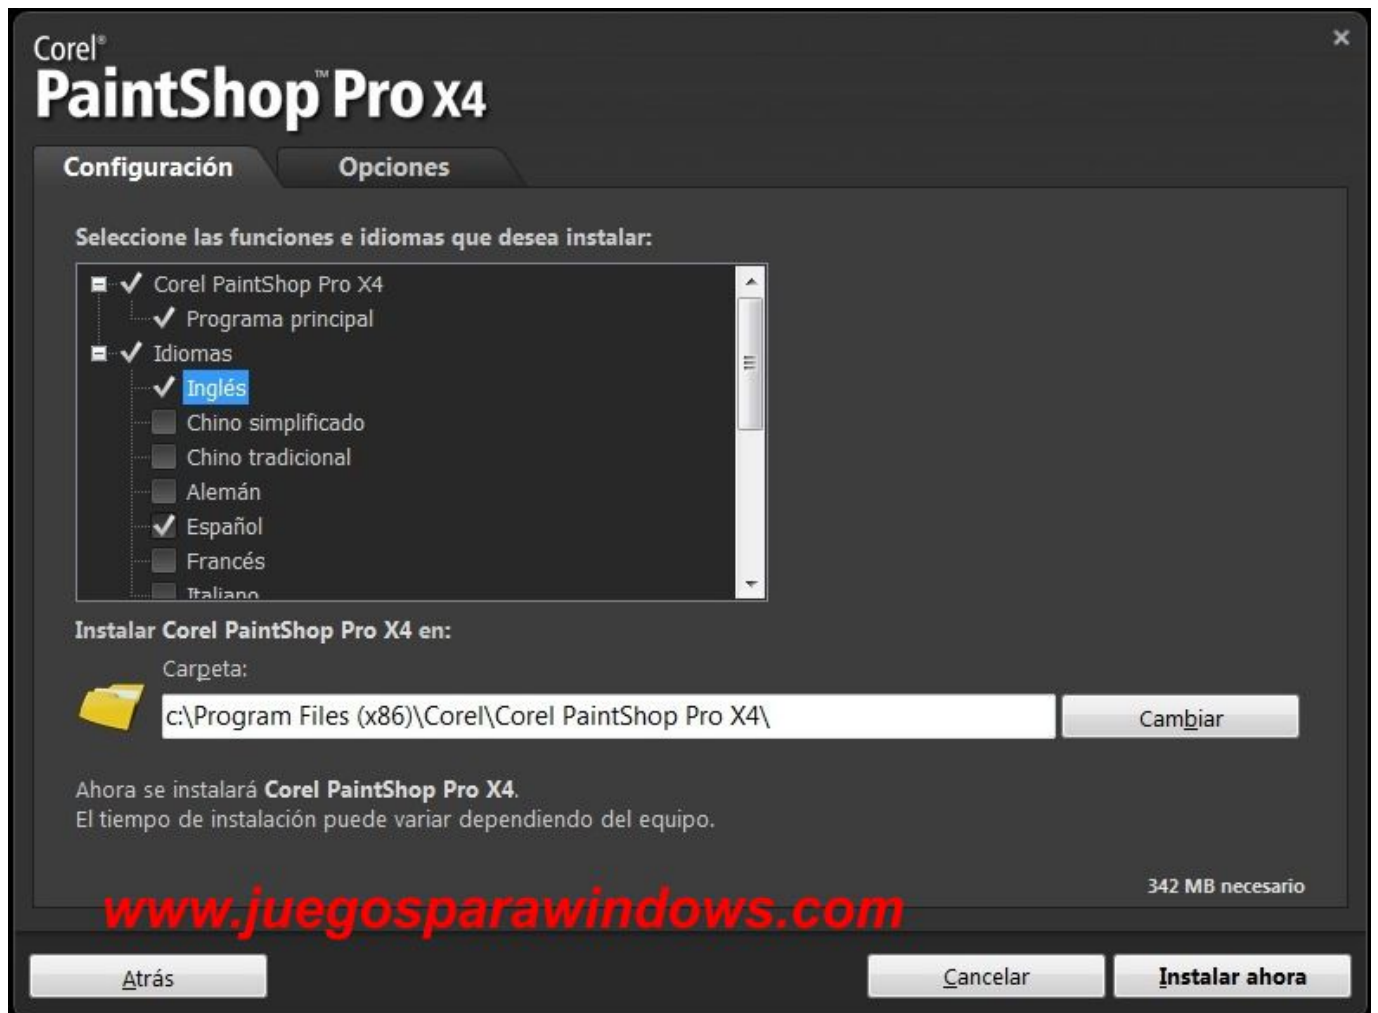 Corel®
PaintShop™ Pro X4
Configuración Opciones
Seleccione las funciones e idiomas que desea instalar:
Corel PaintShop Pro X4
Programa principal
Idiomas
Inglés
Chino simplificado
Chino tradicional
Alemán
Español
Francés
Italiano
Instalar Corel PaintShop Pro X4 en:
Carpeta:
c:\Program Files (x86)\Corel\Corel PaintShop Pro X4\ Cambiar
Ahora se instalará Corel PaintShop Pro X4.
El tiempo de instalación puede variar dependiendo del equipo.
342 MB necesario
www.juegosparawindows.com
Atrás Cancelar Instalar ahora